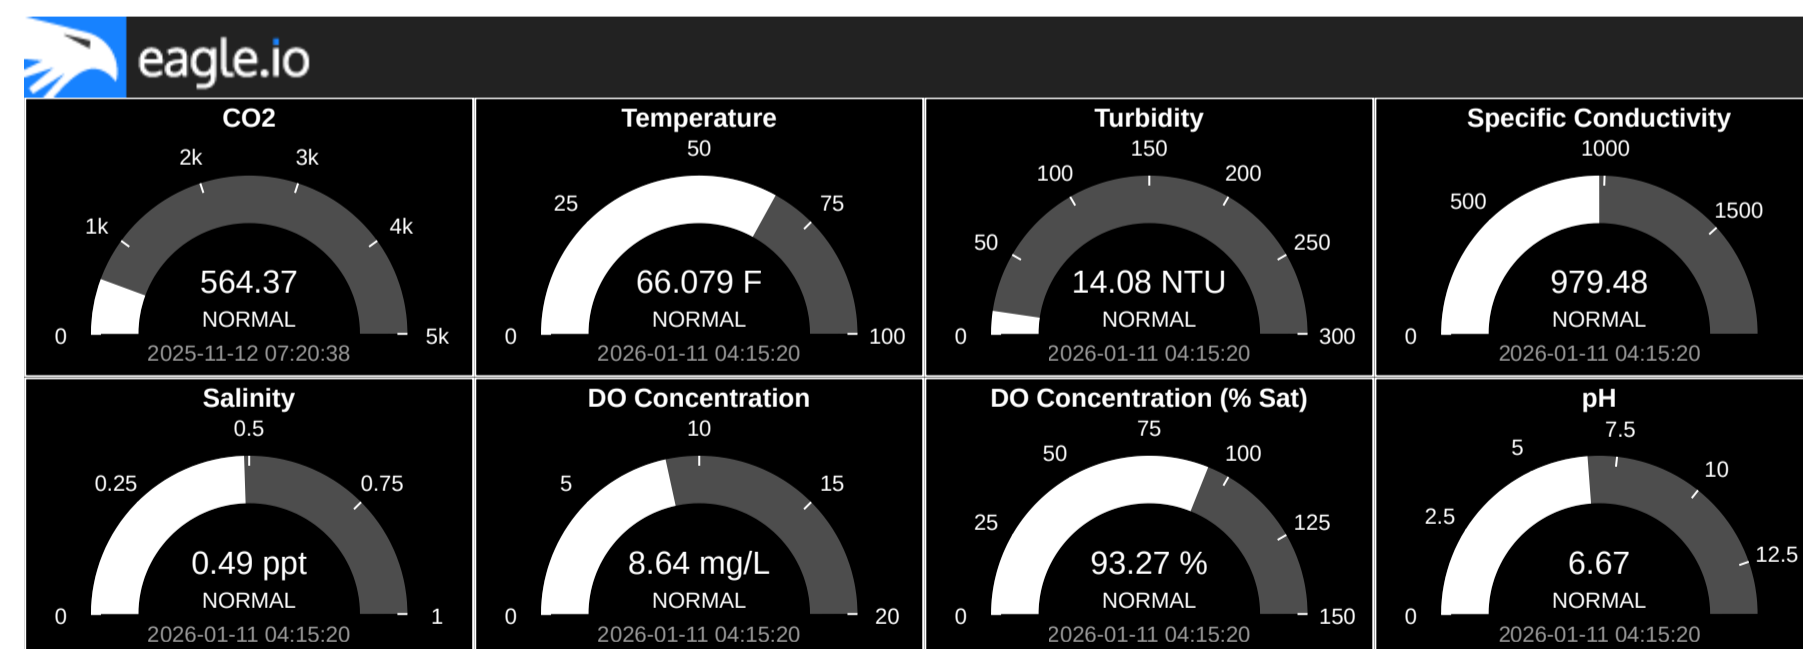 eagle.io
CO2
2k
3k
1k
4k
564.37
NORMAL
0
5k
2025-11-12 07:20:38
Temperature
50
25
75
66.079 F
NORMAL
0
100
2026-01-11 04:15:20
Turbidity
150
100
200
50
250
14.08 NTU
NORMAL
0
300
2026-01-11 04:15:20
Specific Conductivity
1000
500
1500
979.48
NORMAL
0
2026-01-11 04:15:20
Salinity
0.5
0.25
0.75
0.49 ppt
NORMAL
0
1
2026-01-11 04:15:20
DO Concentration
10
5
15
8.64 mg/L
NORMAL
0
20
2026-01-11 04:15:20
DO Concentration (% Sat)
75
50
100
25
125
93.27 %
NORMAL
0
150
2026-01-11 04:15:20
pH
7.5
5
10
2.5
12.5
6.67
NORMAL
0
2026-01-11 04:15:20